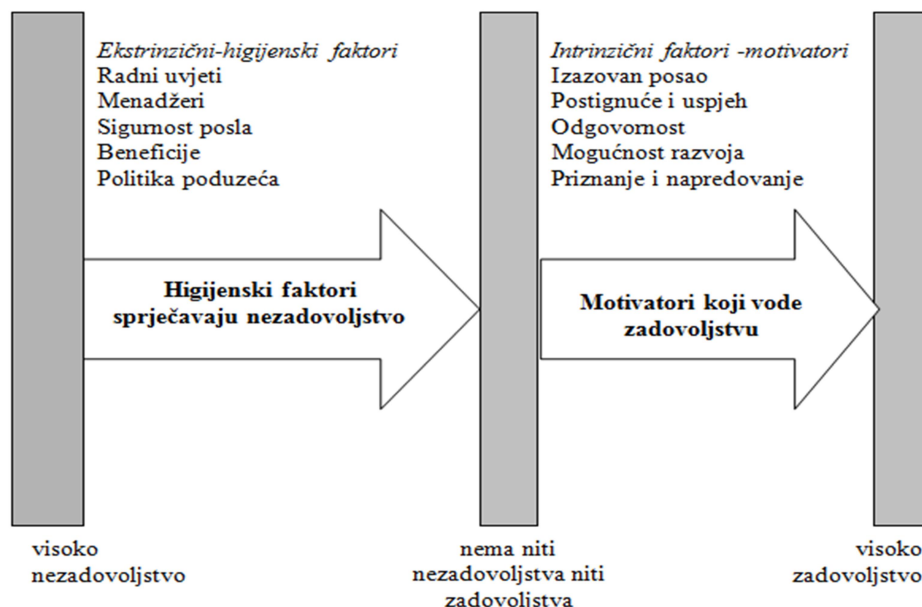 Ekstrinzični-higijenski faktori
Radni uvjeti
Menadžeri
Sigurnost posla
Beneficije
Politika poduzeća
Intrinzični faktori -motivatori
Izazovan posao
Postignuće i uspjeh
Odgovornost
Mogućnost razvoja
Priznanje i napredovanje
Higijenski faktori
sprječavaju nezadovoljstvo
Motivatori koji vode
zadovoljstvu
visoko
nezadovoljstvo
nema niti
nezadovoljstva niti
zadovoljstva
visoko
zadovoljstvo